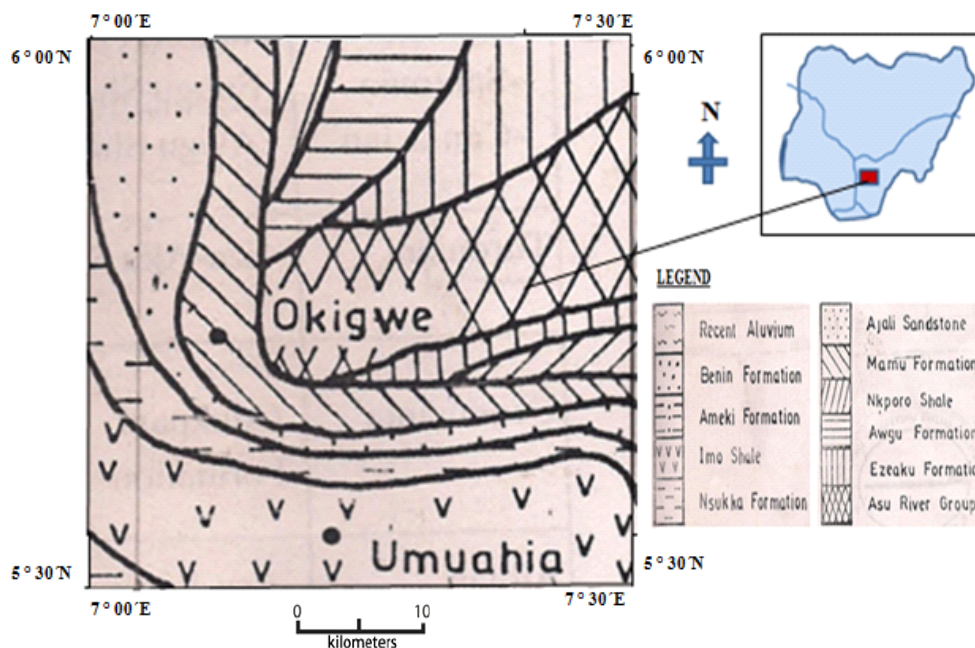 7°00´E
7°30´E
6°00´N
6°00´N
N
Okigwe
LEGEND
Recent Aluvium
Benin Formation
Ameki Formation
Imo Shale
Nsukka Formation
Ajali Sandstone
Mamu Formation
Nkporo Shale
Awgu Formation
Ezeaku Formation
Asu River Group
Umuahia
5°30´N
5°30´N
7°00´E
7°30´E
0 10
kilometers